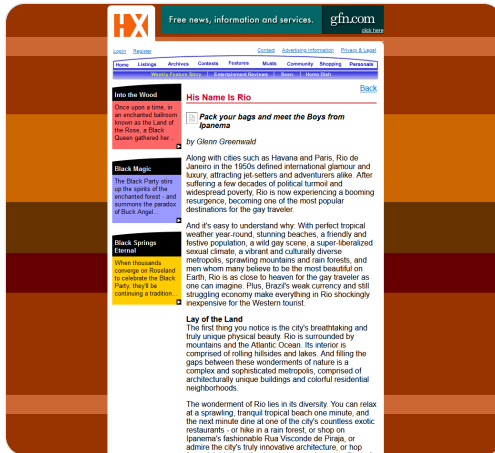 HX
Free news, information and services.
gfn.com
click here
Login Register
Contact Advertising Information Privacy & Legal
Home Listings Archives Contests Features Musts Community Shopping Personals
Weekly Feature Story | Entertainment Reviews | Seen | Homo Dish
Back
Into the Wood
Once upon a time, in
an enchanted ballroom
known as the Land of
the Rose, a Black
Queen gathered her...
Black Magic
The Black Party stirs
up the spirits of the
enchanted forest - and
summons the paradox
of Buck Angel...
Black Springs
Eternal
When thousands
converge on Roseland
to celebrate the Black
Party, they'll be
continuing a tradition...
His Name Is Rio
Pack your bags and meet the Boys from
Ipanema
by Glenn Greenwald
Along with cities such as Havana and Paris, Rio de
Janeiro in the 1950s defined international glamour and
luxury, attracting jet-setters and adventurers alike. After
suffering a few decades of political turmoil and
widespread poverty, Rio is now experiencing a booming
resurgence, becoming one of the most popular
destinations for the gay traveler.
And it's easy to understand why: With perfect tropical
weather year-round, stunning beaches, a friendly and
festive population, a wild gay scene, a super-liberalized
sexual climate, a vibrant and culturally diverse
metropolis, sprawling mountains and rain forests, and
men whom many believe to be the most beautiful on
Earth, Rio is as close to heaven for the gay traveler as
one can imagine. Plus, Brazil's weak currency and still
struggling economy make everything in Rio shockingly
inexpensive for the Western tourist.
Lay of the Land
The first thing you notice is the city's breathtaking and
truly unique physical beauty. Rio is surrounded by
mountains and the Atlantic Ocean. Its interior is
comprised of rolling hillsides and lakes. And filling the
gaps between these wonderments of nature is a
complex and sophisticated metropolis, comprised of
architecturally unique buildings and colorful residential
neighborhoods.
The wonderment of Rio lies in its diversity. You can relax
at a sprawling, tranquil tropical beach one minute, and
the next minute dine at one of the city's countless exotic
restaurants - or hike in a rain forest, or shop on
Ipanema's fashionable Rua Visconde de Piraja, or
admire the city's truly innovative architecture, or hop